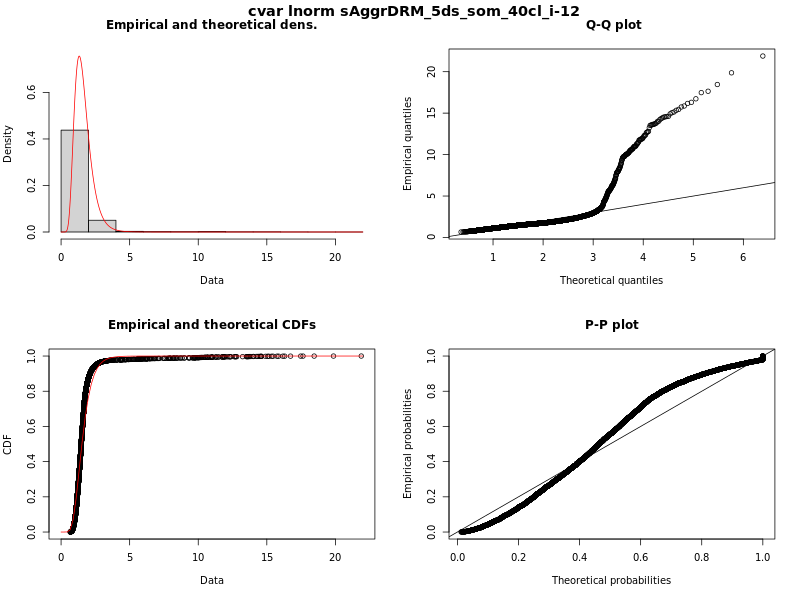 cvar lnorm sAggrDRM_5ds_som_40cl_i-12
Empirical and theoretical dens.
Density
0.0 0.2 0.4 0.6
0 5 10 15 20
Data
Q-Q plot
Empirical quantiles
0 5 10 15 20
1 2 3 4 5 6
Theoretical quantiles
Empirical and theoretical CDFs
CDF
0.0 0.2 0.4 0.6 0.8 1.0
0 5 10 15 20
Data
P-P plot
Empirical probabilities
0.0 0.2 0.4 0.6 0.8 1.0
0.0 0.2 0.4 0.6 0.8 1.0
Theoretical probabilities